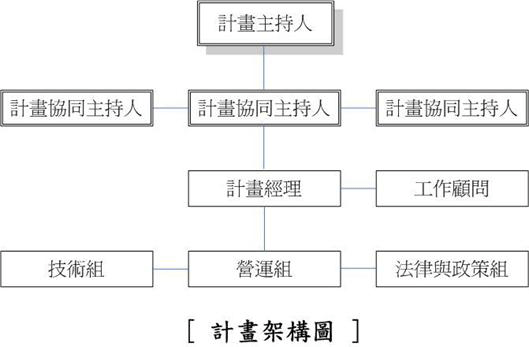 計畫主持人
計畫協同主持人 計畫協同主持人 計畫協同主持人
計畫經理 工作顧問
技術組 營運組 法律與政策組
[ 計畫架構圖 ]